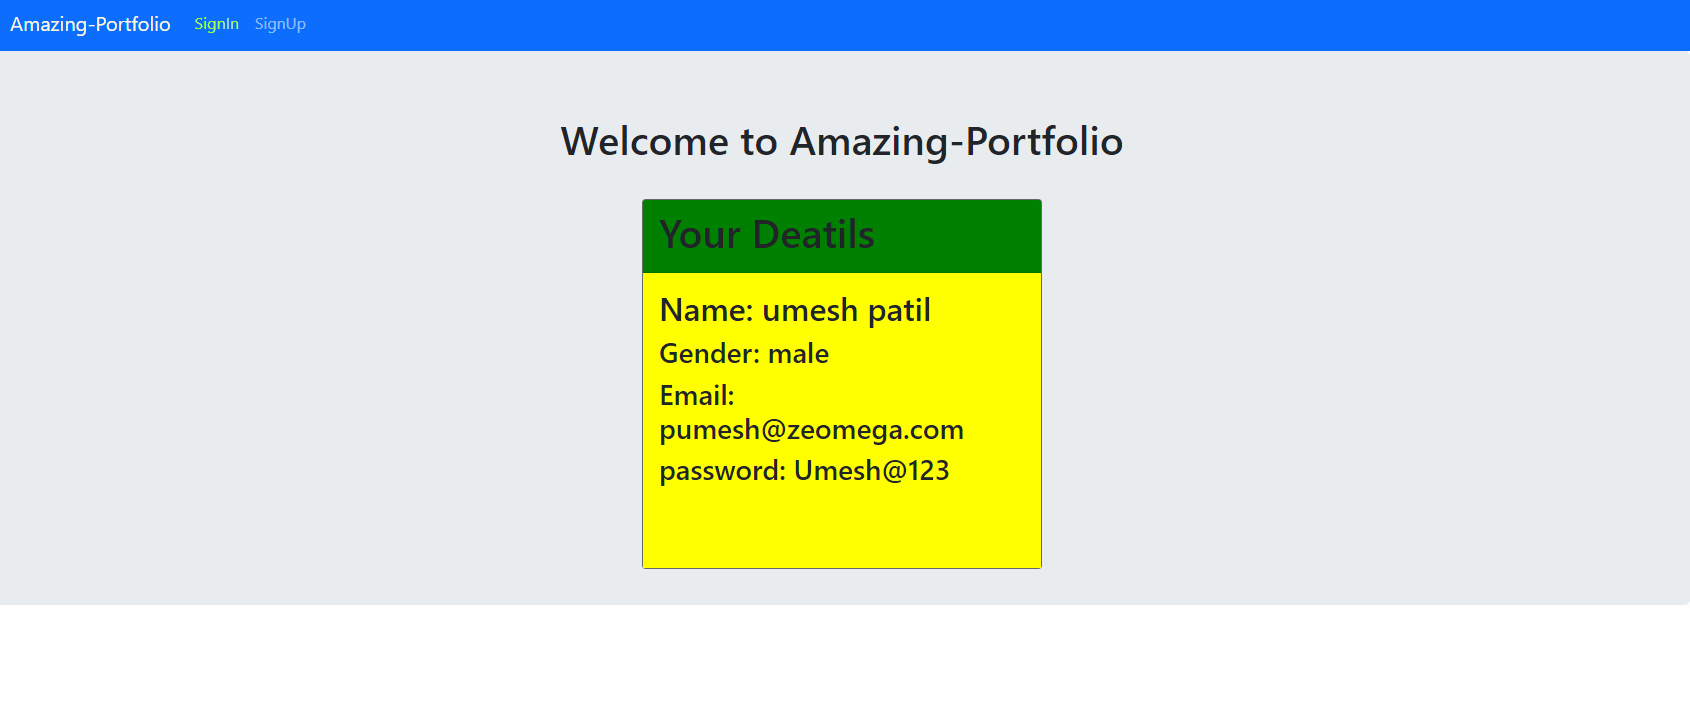 Amazing-Portfolio SignIn SignUp
Welcome to Amazing-Portfolio
Your Deatils
Name: umesh patil
Gender: male
Email:
pumesh@zeomega.com
password: Umesh@123